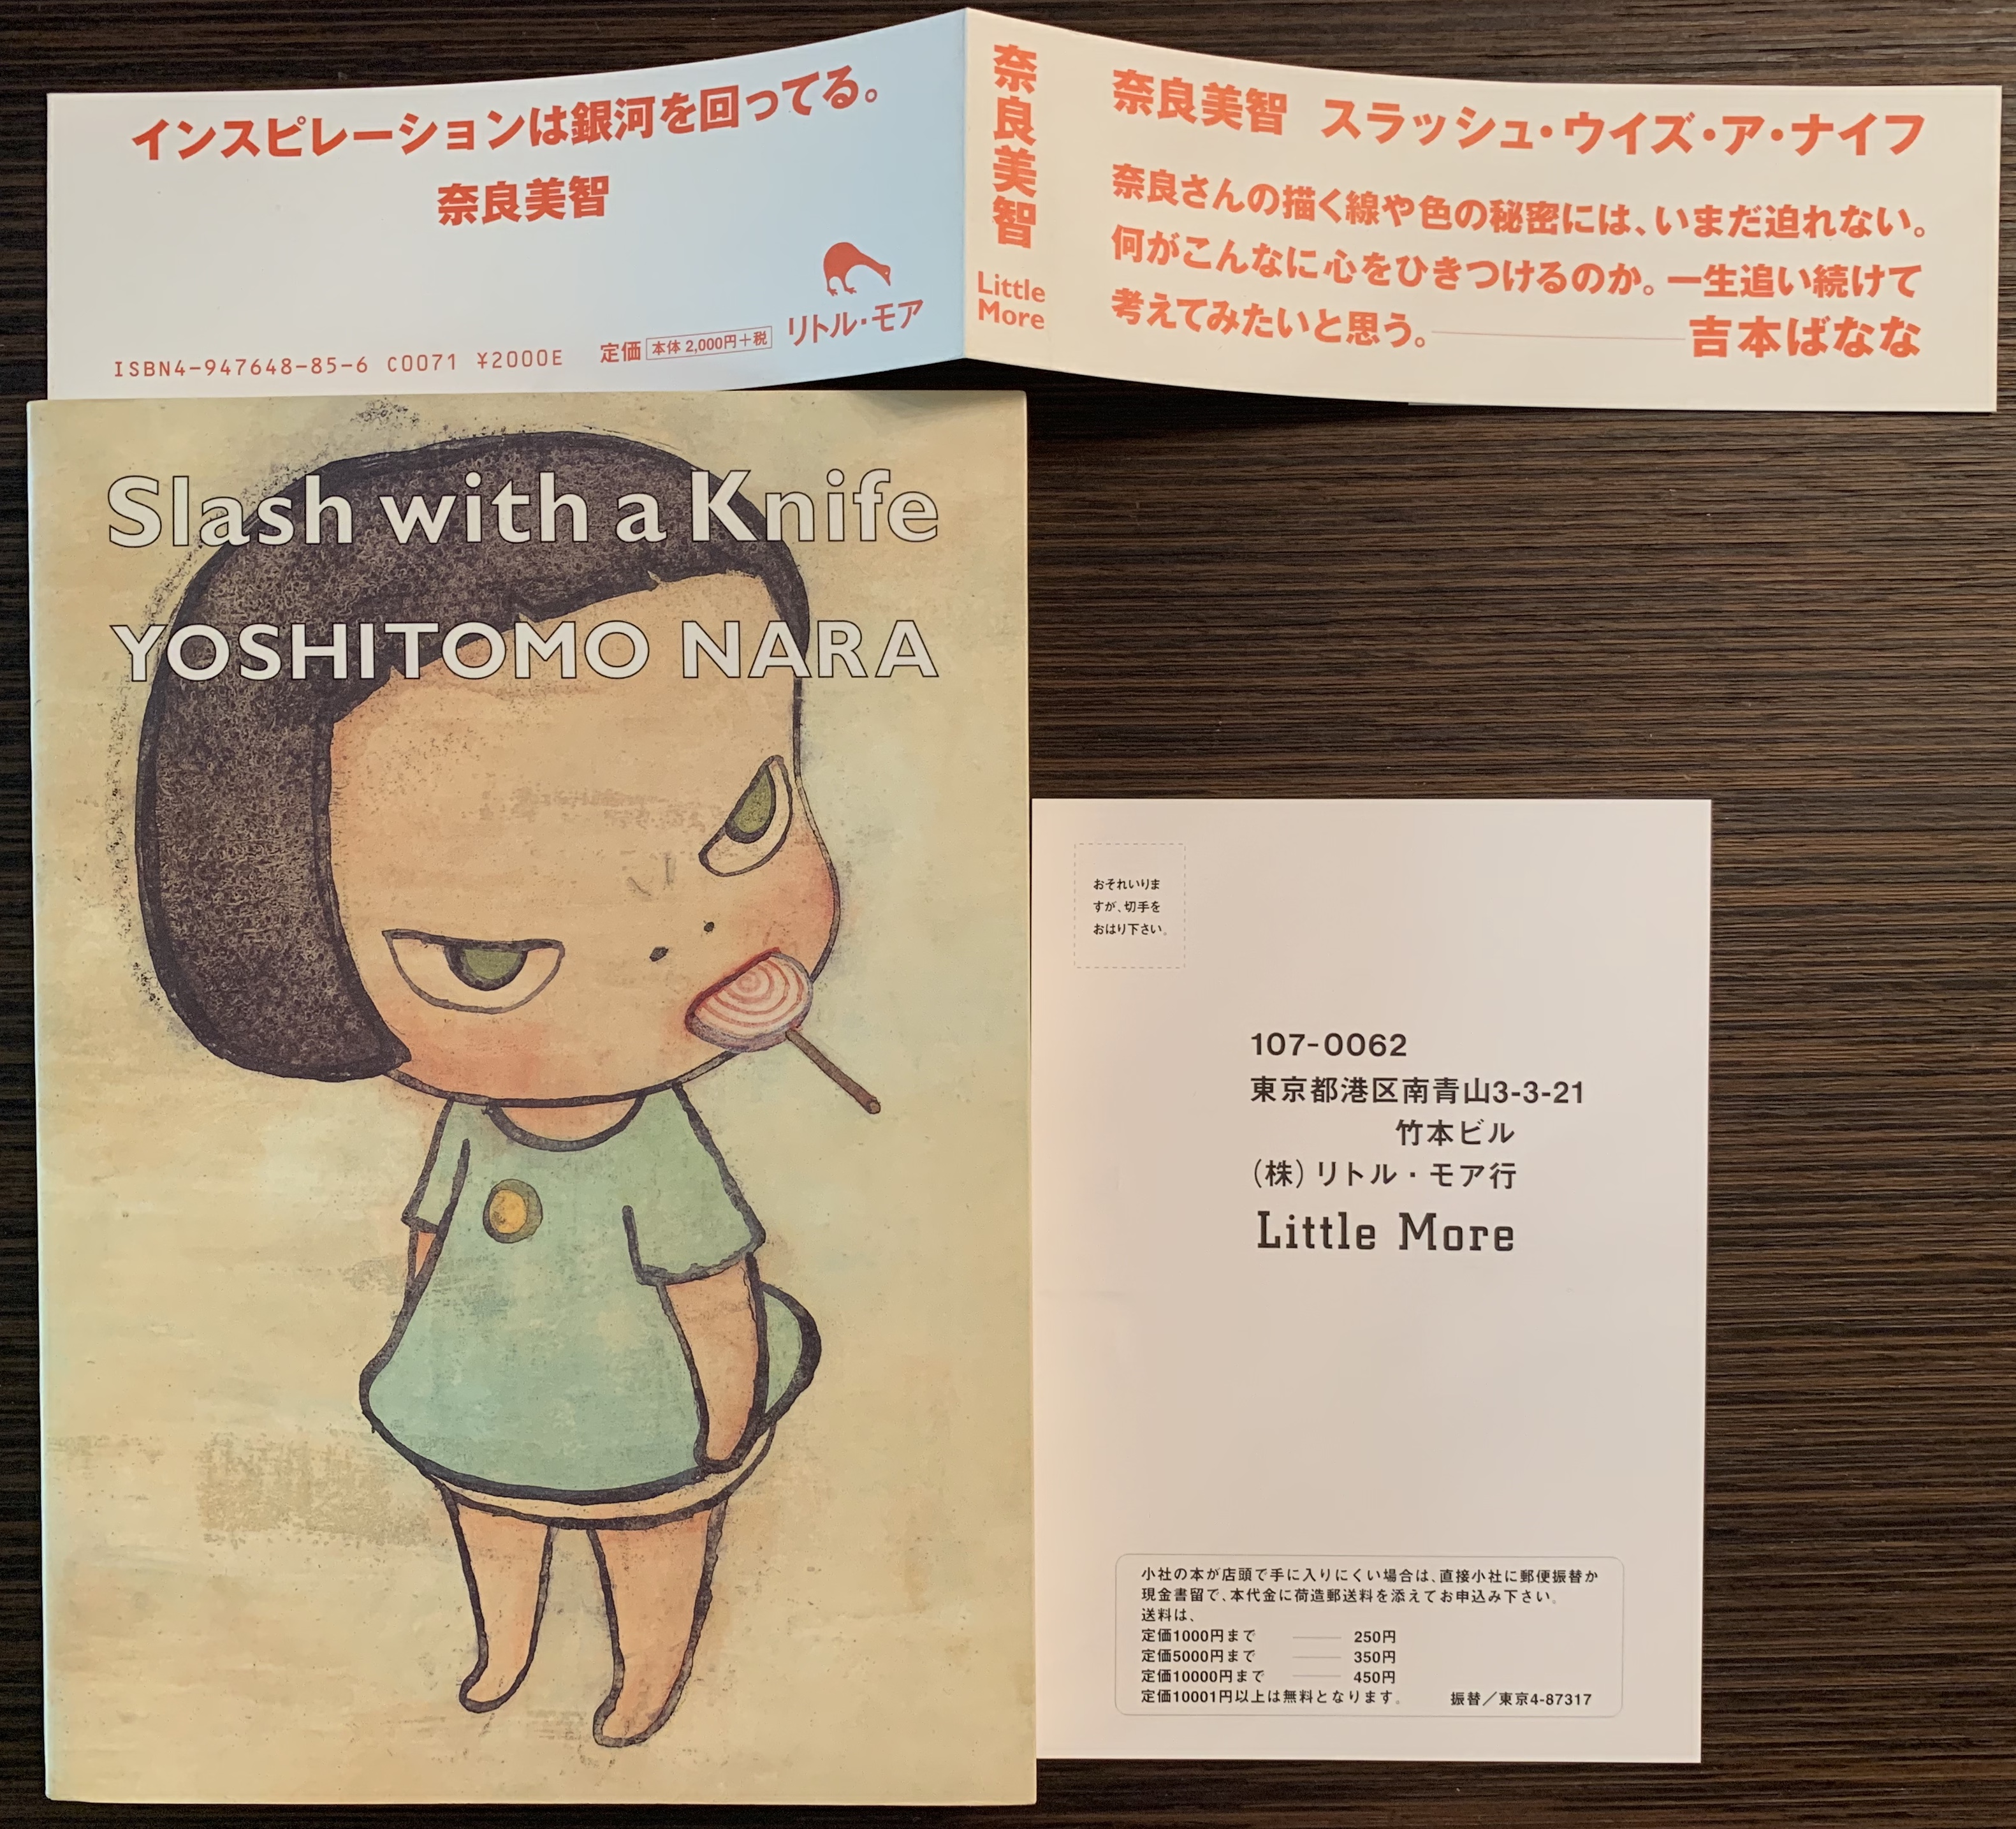 インスピレーションは銀河を回ってる。
奈良美智
リトル・モア
ISBN4-947648-85-6 C0071 ¥2000E 定価 本体 2,000円+税
奈良美智
Little
More
奈良美智 スラッシュ・ウイズ・ア・ナイフ
奈良さんの描く線や色の秘密には、いまだ迫れない。
何がこんなに心をひきつけるのか。一生追い続けて
考えてみたいと思う。――吉本ばなな
Slash with a Knife
YOSHITOMO NARA
おそれいりま
すが、切手を
おはり下さい。
107-0062
東京都港区南青山3-3-21
竹本ビル
(株)リトル・モア行
Little More
小社の本が店頭で手に入りにくい場合は、直接小社に郵便振替か
現金書留で、本代金に荷造郵送料を添えてお申込み下さい。
送料は、
定価1000円まで ―― 250円
定価5000円まで ―― 350円
定価10000円まで ―― 450円
定価10001円以上は無料となります。 振替/東京4-87317